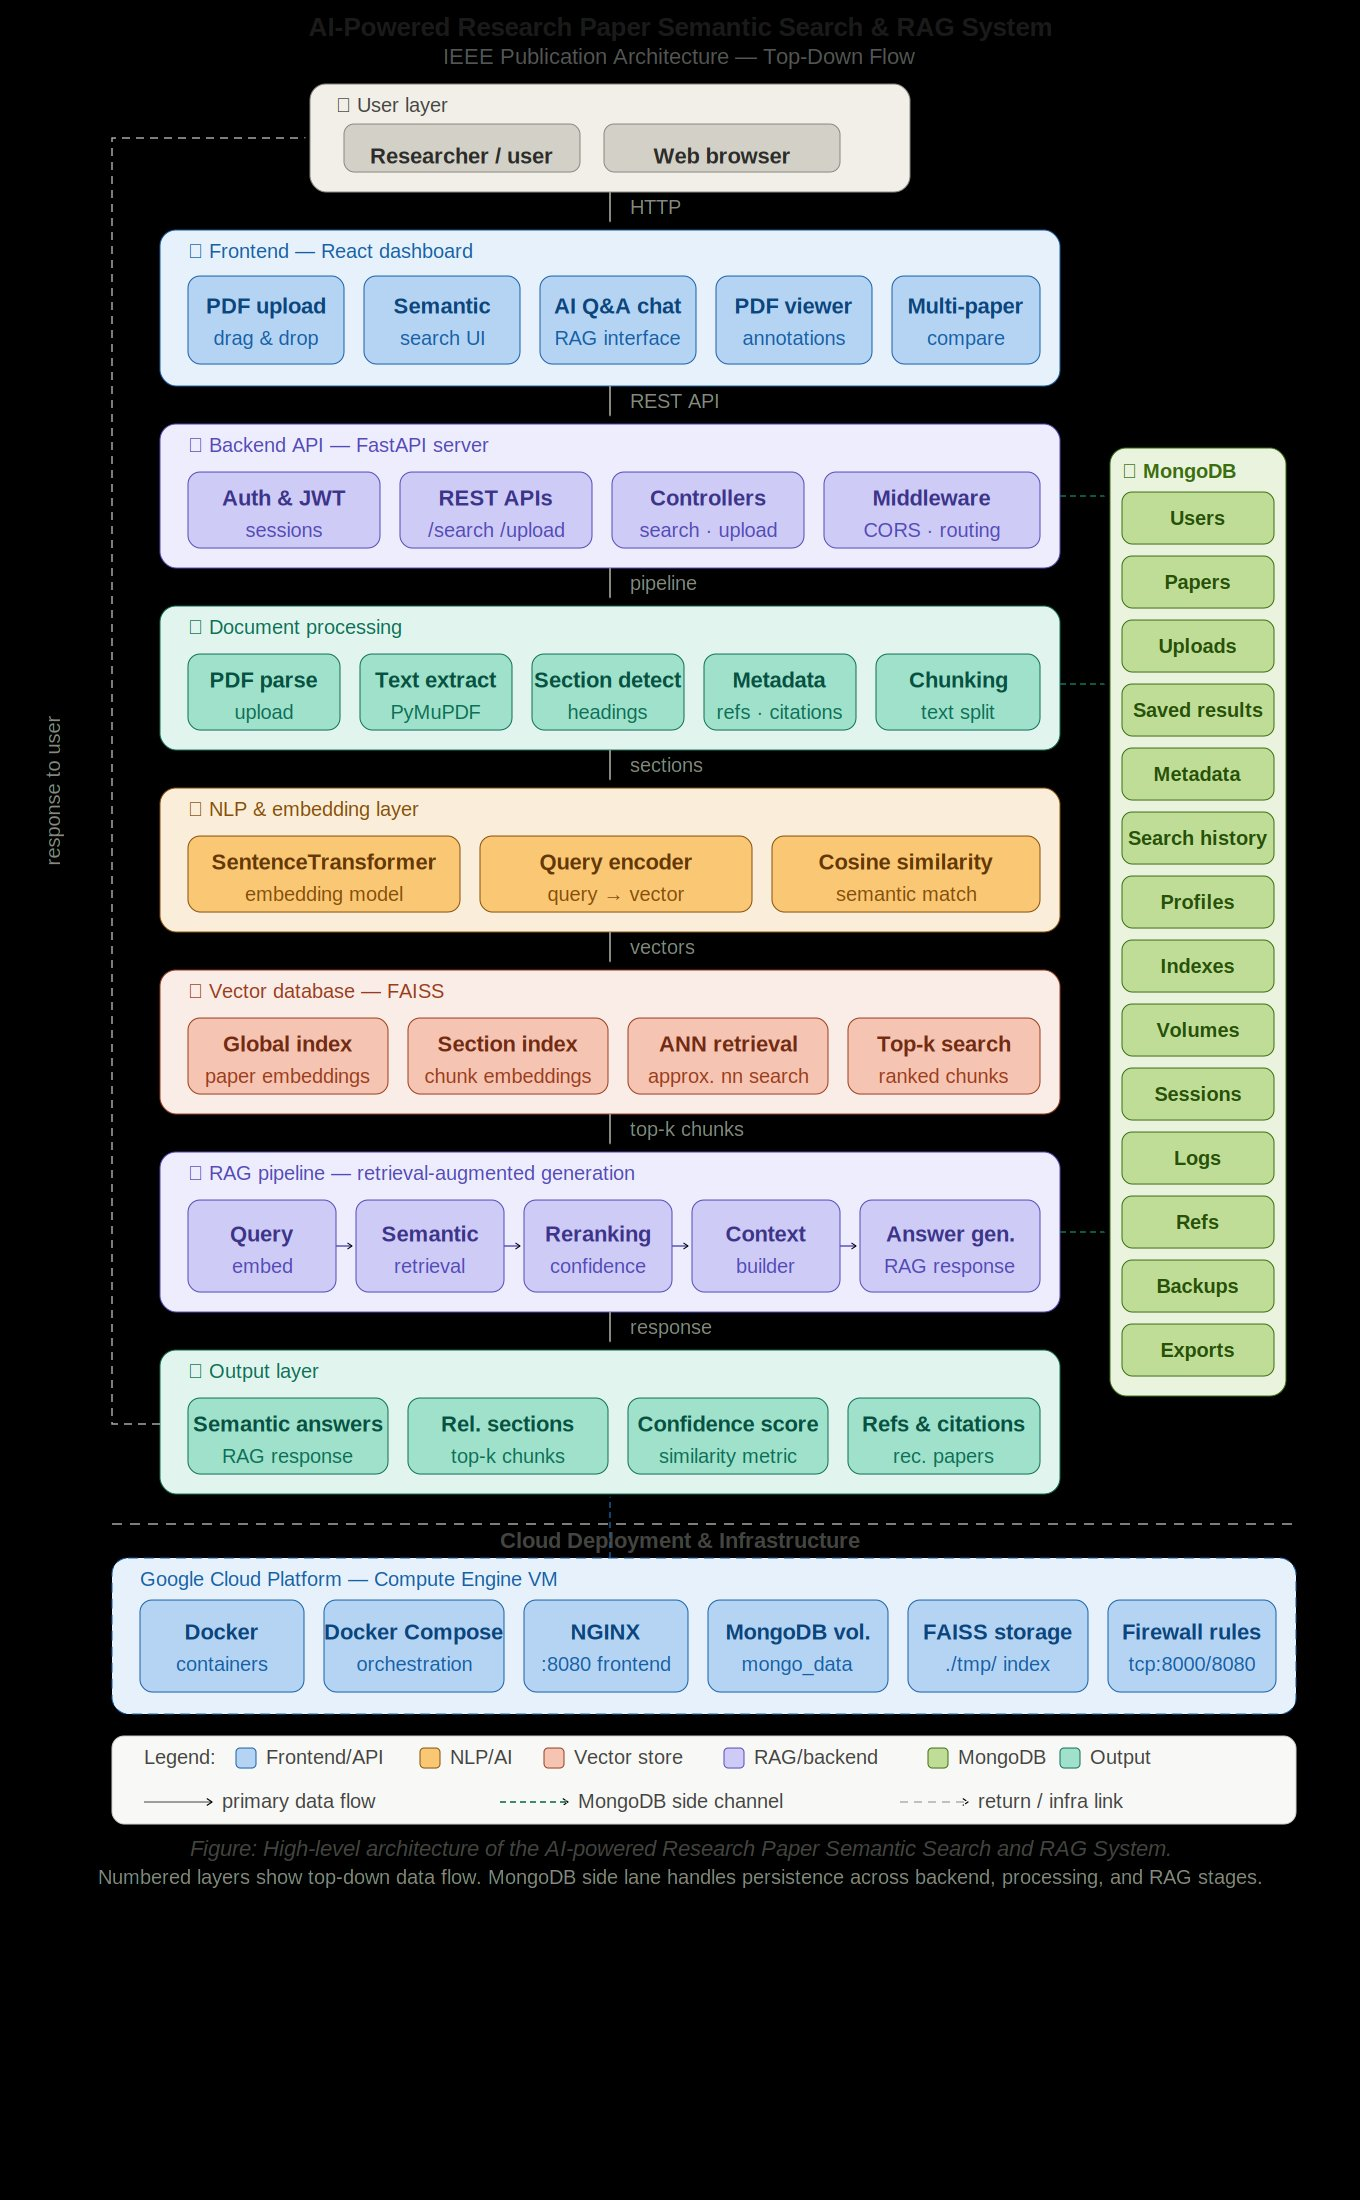 AI-Powered Research Paper Semantic Search & RAG System
IEEE Publication Architecture — Top-Down Flow
User layer
Researcher / user
Web browser
HTTP
Frontend — React dashboard
PDF upload
drag & drop
Semantic
search UI
AI Q&A chat
RAG interface
PDF viewer
annotations
Multi-paper
compare
REST API
Backend API — FastAPI server
Auth & JWT
sessions
REST APIs
/search /upload
Controllers
search · upload
Middleware
CORS · routing
pipeline
Document processing
PDF parse
upload
Text extract
PyMuPDF
Section detect
headings
Metadata
refs · citations
Chunking
text split
sections
NLP & embedding layer
SentenceTransformer
embedding model
Query encoder
query → vector
Cosine similarity
semantic match
vectors
Vector database — FAISS
Global index
paper embeddings
Section index
chunk embeddings
ANN retrieval
approx. nn search
Top-k search
ranked chunks
top-k chunks
RAG pipeline — retrieval-augmented generation
Query
embed
Semantic
retrieval
Reranking
confidence
Context
builder
Answer gen.
RAG response
response
Output layer
Semantic answers
RAG response
Rel. sections
top-k chunks
Confidence score
similarity metric
Refs & citations
rec. papers
response to user
MongoDB
Users
Papers
Uploads
Saved results
Metadata
Search history
Profiles
Indexes
Volumes
Sessions
Logs
Refs
Backups
Exports
Cloud Deployment & Infrastructure
Google Cloud Platform — Compute Engine VM
Docker
containers
Docker Compose
orchestration
NGINX
:8080 frontend
MongoDB vol.
mongo_data
FAISS storage
./tmp/ index
Firewall rules
tcp:8000/8080
Legend: Frontend/API NLP/AI Vector store RAG/backend MongoDB Output
primary data flow MongoDB side channel return / infra link
Figure: High-level architecture of the AI-powered Research Paper Semantic Search and RAG System.
Numbered layers show top-down data flow. MongoDB side lane handles persistence across backend, processing, and RAG stages.